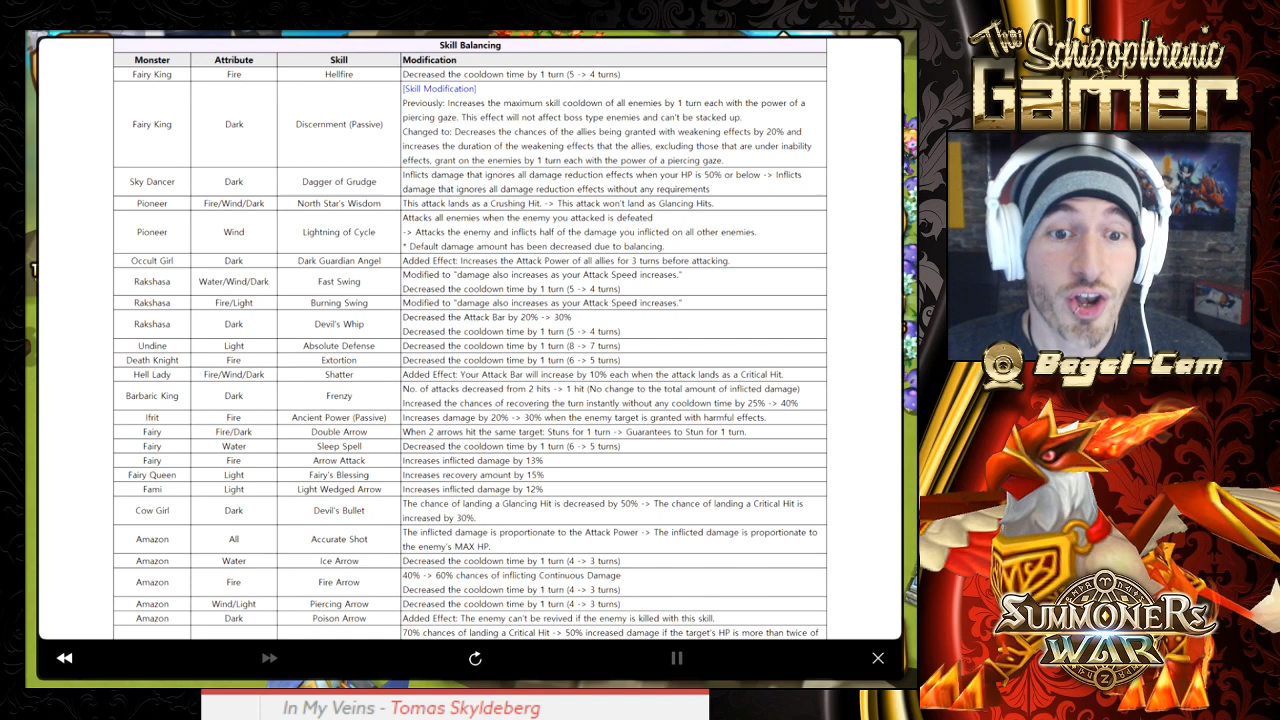 Skill Balancing
Monster Attribute Skill Modification
Fairy King Fire Hellfire Decreased the cooldown time by 1 turn (5 -> 4 turns)
[Skill Modification]
Previously: Increases the maximum skill cooldown of all enemies by 1 turn each with the power of a
piercing gaze. This effect will not affect boss type enemies and can't be stacked up.
Fairy King Dark Discernment (Passive)
Changed to: Decreases the chances of the allies being granted with weakening effects by 20% and
increases the duration of the weakening effects that the allies, excluding those that are under inability
effects, grant on the enemies by 1 turn each with the power of a piercing gaze.
Sky Dancer Dark Dagger of Grudge Inflicts damage that ignores all damage reduction effects when your HP is 50% or below -> Inflicts
damage that ignores all damage reduction effects without any requirements
Pioneer Fire/Wind/Dark North Star's Wisdom This attack lands as a Crushing Hit. -> This attack won't land as Glancing Hits.
Attacks all enemies when the enemy you attacked is defeated
Pioneer Wind Lightning of Cycle -> Attacks the enemy and inflicts half of the damage you inflicted on all other enemies.
* Default damage amount has been decreased due to balancing.
Occult Girl Dark Dark Guardian Angel Added Effect: Increases the Attack Power of all allies for 3 turns before attacking.
Rakshasa Water/Wind/Dark Fast Swing Modified to "damage also increases as your Attack Speed increases."
Decreased the cooldown time by 1 turn (5 -> 4 turns)
Rakshasa Fire/Light Burning Swing Modified to "damage also increases as your Attack Speed increases."
Rakshasa Dark Devil's Whip Decreased the Attack Bar by 20% -> 30%
Decreased the cooldown time by 1 turn (5 -> 4 turns)
Undine Light Absolute Defense Decreased the cooldown time by 1 turn (8 -> 7 turns)
Death Knight Fire Extortion Decreased the cooldown time by 1 turn (6 -> 5 turns)
Hell Lady Fire/Wind/Dark Shatter Added Effect: Your Attack Bar will increase by 10% each when the attack lands as a Critical Hit.
Barbaric King Dark Frenzy No. of attacks decreased from 2 hits -> 1 hit (No change to the total amount of inflicted damage)
Increased the chances of recovering the turn instantly without any cooldown time by 25% -> 40%
Ifrit Fire Ancient Power (Passive) Increases damage by 20% -> 30% when the enemy target is granted with harmful effects.
Fairy Fire/Dark Double Arrow When 2 arrows hit the same target: Stuns for 1 turn -> Guarantees to Stun for 1 turn.
Fairy Water Sleep Spell Decreased the cooldown time by 1 turn (6 -> 5 turns)
Fairy Fire Arrow Attack Increases inflicted damage by 13%
Fairy Queen Light Fairy's Blessing Increases recovery amount by 15%
Fami Light Light Wedged Arrow Increases inflicted damage by 12%
Cow Girl Dark Devil's Bullet The chance of landing a Glancing Hit is decreased by 50% -> The chance of landing a Critical Hit is
increased by 30%.
Amazon All Accurate Shot The inflicted damage is proportionate to the Attack Power -> The inflicted damage is proportionate to
the enemy's MAX HP.
Amazon Water Ice Arrow Decreased the cooldown time by 1 turn (4 -> 3 turns)
Amazon Fire Fire Arrow 40% -> 60% chances of inflicting Continuous Damage
Decreased the cooldown time by 1 turn (4 -> 3 turns)
Amazon Wind/Light Piercing Arrow Decreased the cooldown time by 1 turn (4 -> 3 turns)
Amazon Dark Poison Arrow Added Effect: The enemy can't be revived if the enemy is killed with this skill.
70% chances of landing a Critical Hit -> 50% increased damage if the target's HP is more than twice of
In My Veins - Tomas Skyldeberg
The
Schizophrenic
Gamer
Bagel-Cam
SUMMONERS
WAR